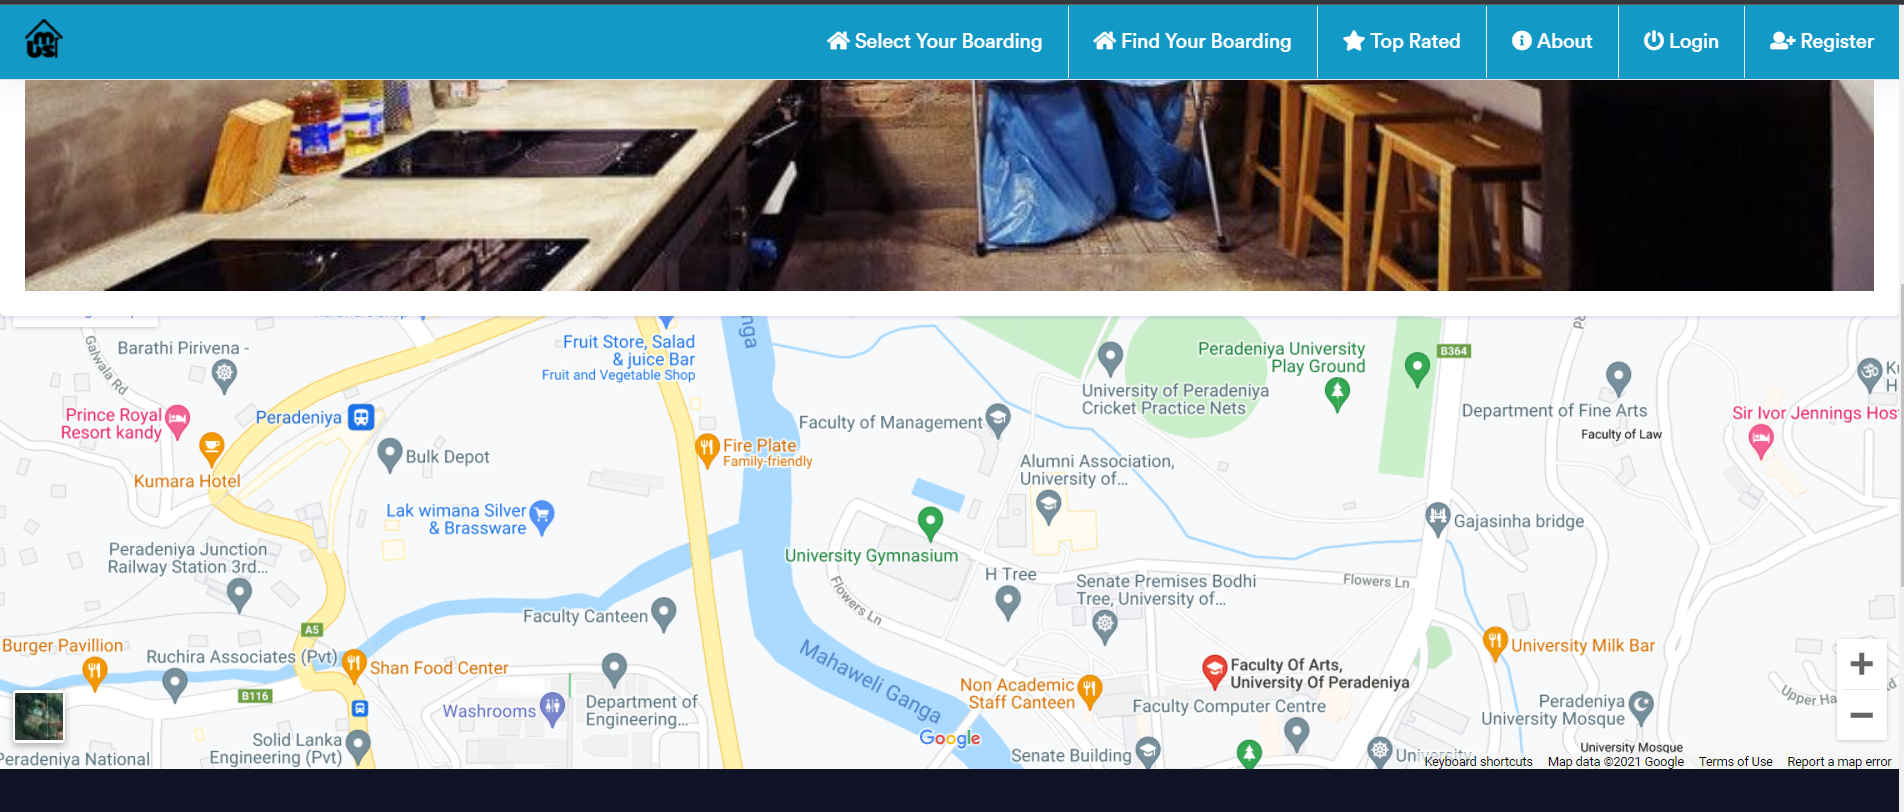 mus
Select Your Boarding
Find Your Boarding
Top Rated
About
Login
Register
Galwala Rd
Barathi Pirivena -
Prince Royal
Resort kandy
Kumara Hotel
Peradeniya
Bulk Depot
Fruit Store, Salad
& juice Bar
Fruit and Vegetable Shop
Fire Plate
Family-friendly
Lak wimana Silver
& Brassware
Peradeniya Junction
Railway Station 3rd...
Faculty of Management
University of Peradeniya
Cricket Practice Nets
Peradeniya University
Play Ground
B364
Rd
Department of Fine Arts
Faculty of Law
Sir Ivor Jennings Hos
Alumni Association,
University of...
Gajasinha bridge
University Gymnasium
H Tree
Senate Premises Bodhi
Tree, University of...
Flowers Ln
Flowers Ln
Faculty Canteen
A5
Burger Pavillion
Ruchira Associates (Pvt)
Shan Food Center
B116
Washrooms
Department of
Engineering...
Mahaweli Ganga
Non Academic
Staff Canteen
Faculty Of Arts,
University Of Peradeniya
Faculty Computer Centre
University Milk Bar
Peradeniya
University Mosque
University Mosque
Upper Ha
Rd
Solid Lanka
Engineering (Pvt)
Peradeniya National
Google
Senate Building
University
Keyboard shortcuts
Map data ©2021 Google
Terms of Use
Report a map error